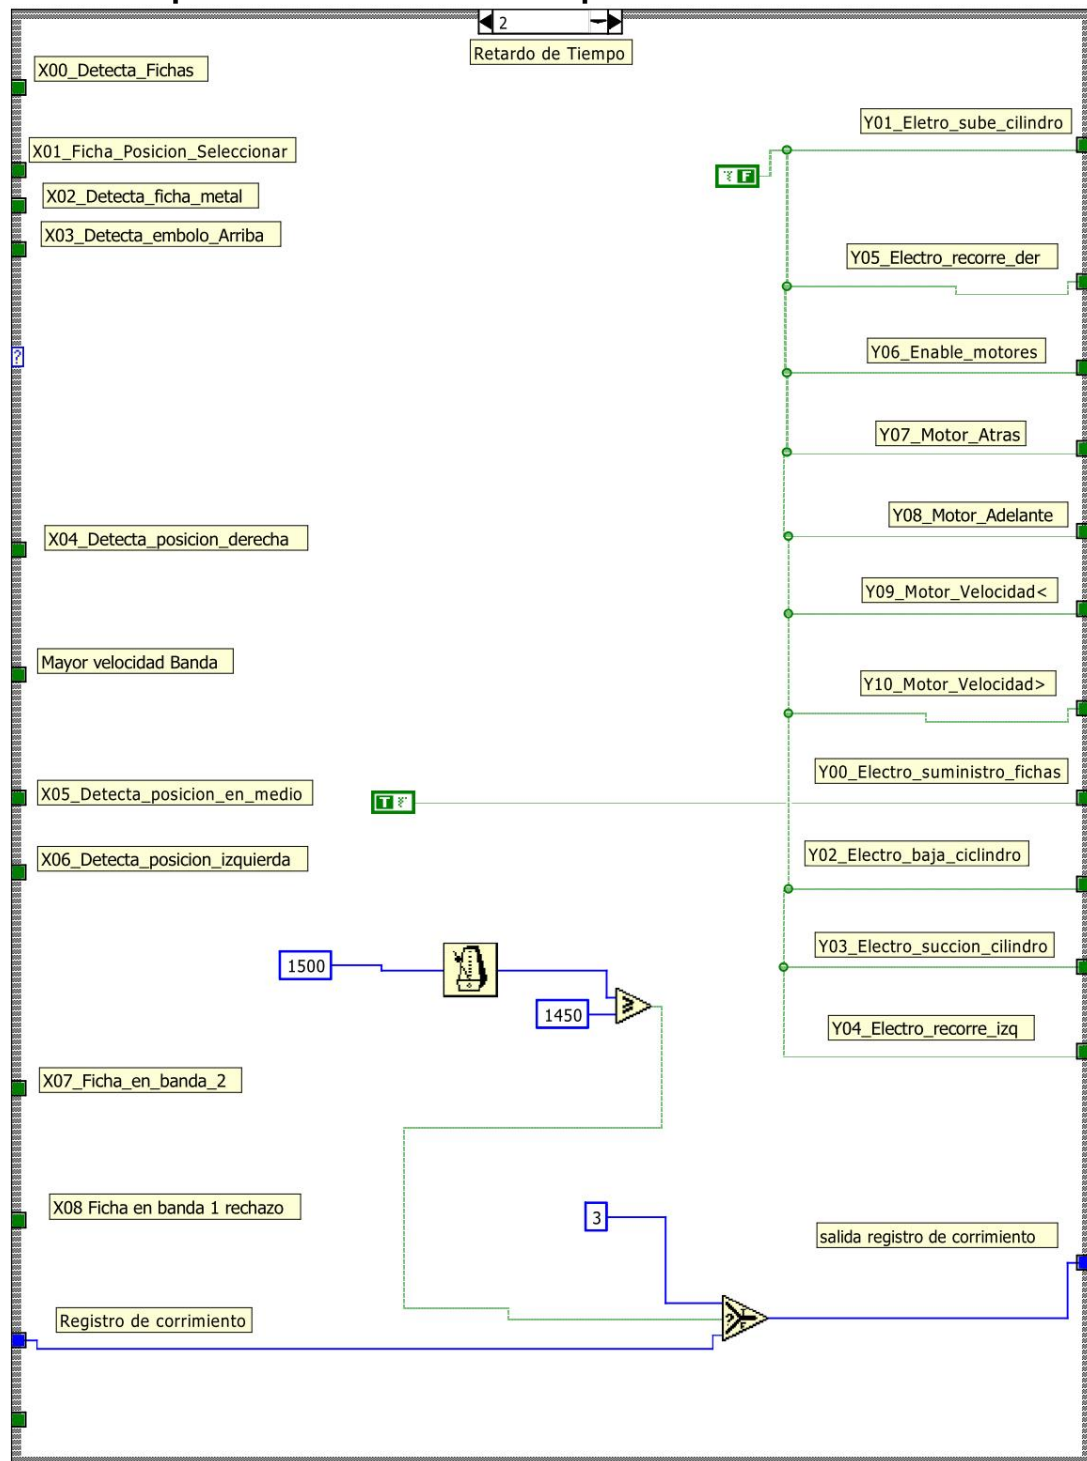 2
Retardo de Tiempo
X00_Detecta_Fichas
Y01_Eletro_sube_cilindro
X01_Ficha_Posicion_Seleccionar
F
X02_Detecta_ficha_metal
X03_Detecta_embolo_Arriba
Y05_Electro_recorre_der
?
Y06_Enable_motores
Y07_Motor_Atras
Y08_Motor_Adelante
X04_Detecta_posicion_derecha
Y09_Motor_Velocidad<
Mayor velocidad Banda
Y10_Motor_Velocidad>
Y00_Electro_suministro_fichas
X05_Detecta_posicion_en_medio
T
X06_Detecta_posicion_izquierda
Y02_Electro_baja_ciclindro
Y03_Electro_succion_cilindro
1500
1450
≥
Y04_Electro_recorre_izq
X07_Ficha_en_banda_2
X08 Ficha en banda 1 rechazo
3
salida registro de corrimiento
Registro de corrimiento
? T F